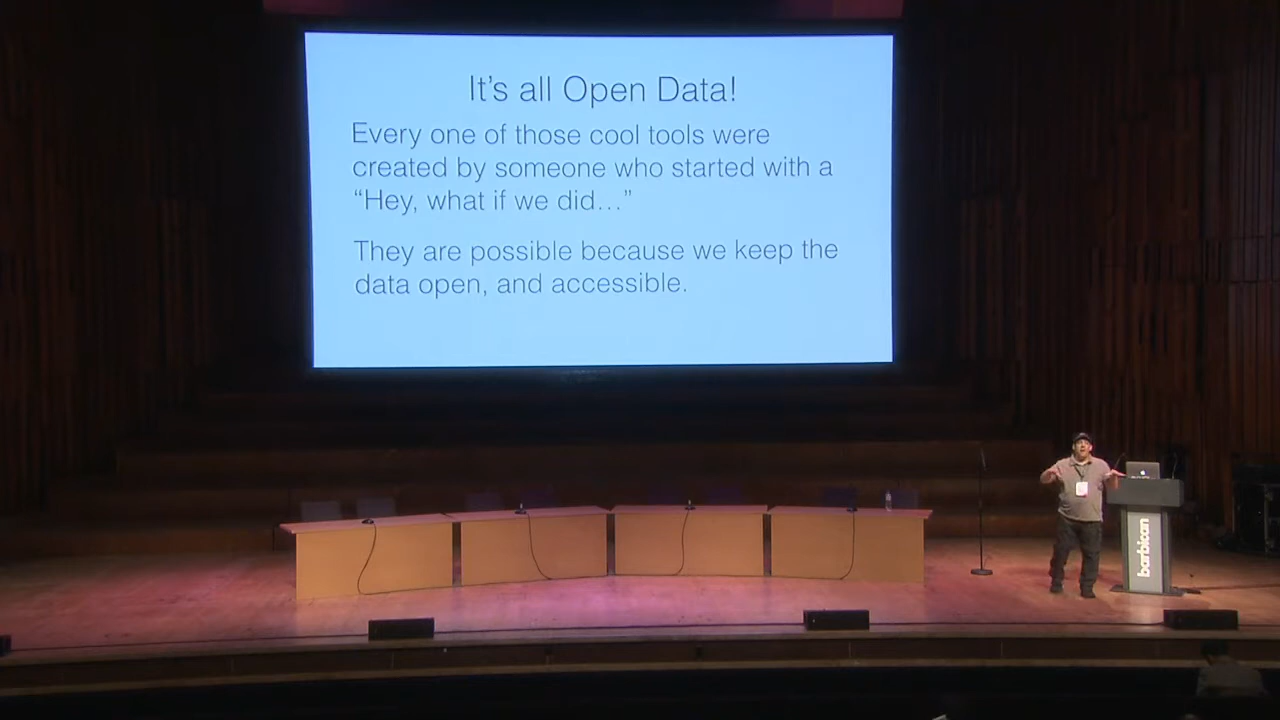 It's all Open Data!
Every one of those cool tools were
created by someone who started with a
“Hey, what if we did…”
They are possible because we keep the
data open, and accessible.
barbican